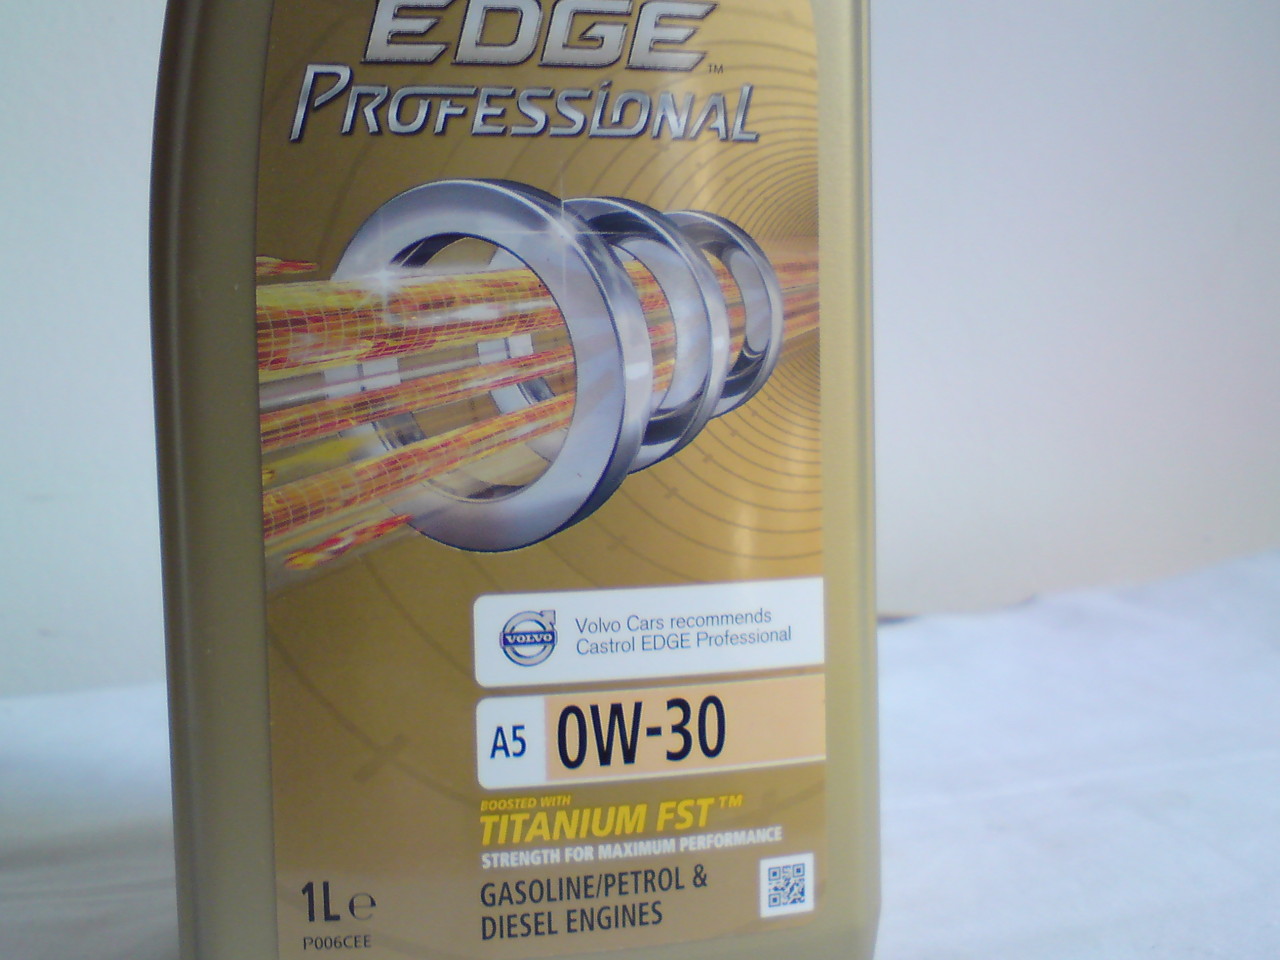 EDGE™
PROFESSIONAL
VOLVO
Volvo Cars recommends
Castrol EDGE Professional
A5 0W-30
BOOSTED WITH
TITANIUM FST™
STRENGTH FOR MAXIMUM PERFORMANCE
GASOLINE/PETROL &
DIESEL ENGINES
1L e
P006CEE